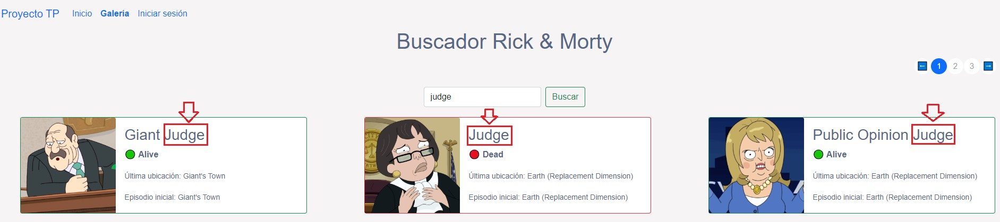 Proyecto TP Inicio Galería Iniciar sesión
Buscador Rick & Morty
← 1 2 3 →
judge Buscar
Giant Judge
Alive
Última ubicación: Giant's Town
Episodio inicial: Giant's Town
Judge
Dead
Última ubicación: Earth (Replacement Dimension)
Episodio inicial: Earth (Replacement Dimension)
Public Opinion Judge
Alive
Última ubicación: Earth (Replacement Dimension)
Episodio inicial: Earth (Replacement Dimension)